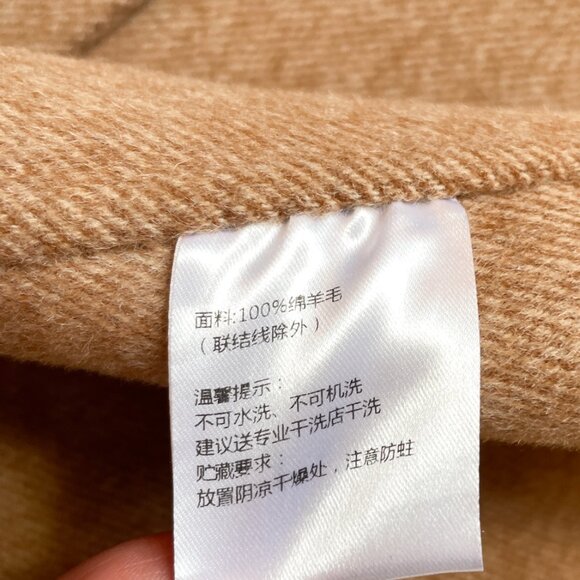 面料:100%绵羊毛
（联结线除外）
温馨提示：
不可水洗、不可机洗
建议送专业干洗店干洗
贮藏要求：
放置阴凉干燥处，注意防蛀